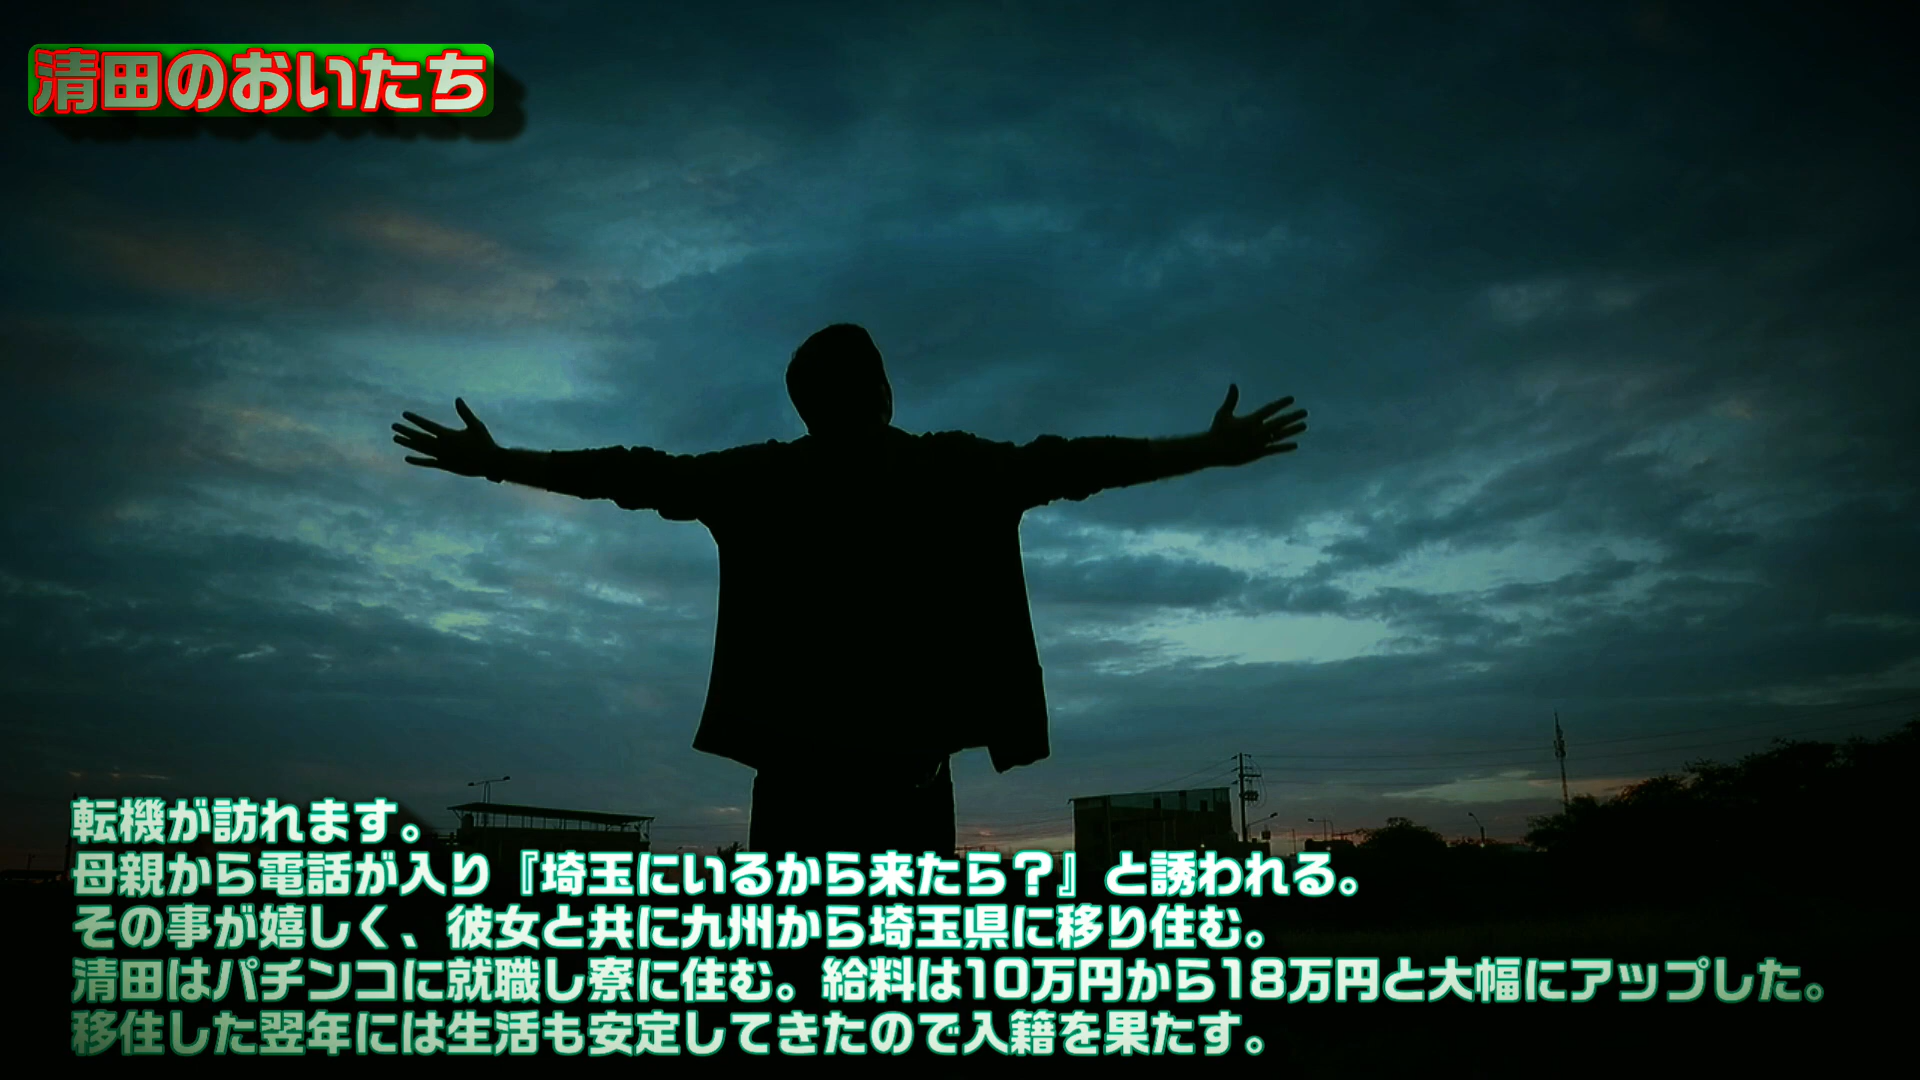 清田のおいたち
転機が訪れます。
母親から電話が入り『埼玉にいるから来たら？』と誘われる。
その事が嬉しく、彼女と共に九州から埼玉県に移り住む。
清田はパチンコに就職し寮に住む。給料は10万円から18万円と大幅にアップした。
移住した翌年には生活も安定してきたので入籍を果たす。